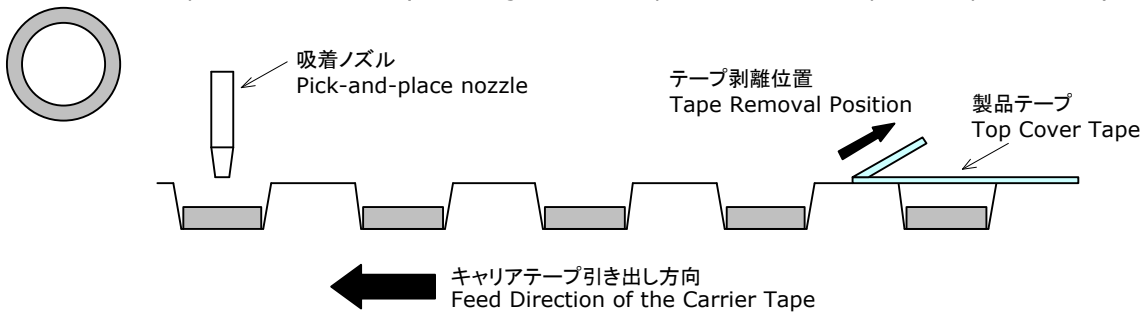 吸着ノズル
Pick-and-place nozzle
テープ剥離位置
Tape Removal Position
製品テープ
Top Cover Tape
キャリアテープ引き出し方向
Feed Direction of the Carrier Tape